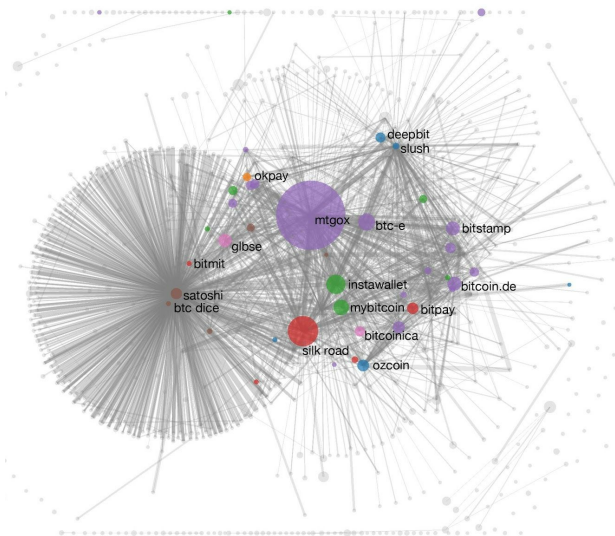 deepbit
slush
okpay
mtgox
btc-e
bitstamp
glbse
bitmit
instawallet
bitcoin.de
satoshi
btc dice
mybitcoin
bitpay
bitcoinica
silk road
ozcoin